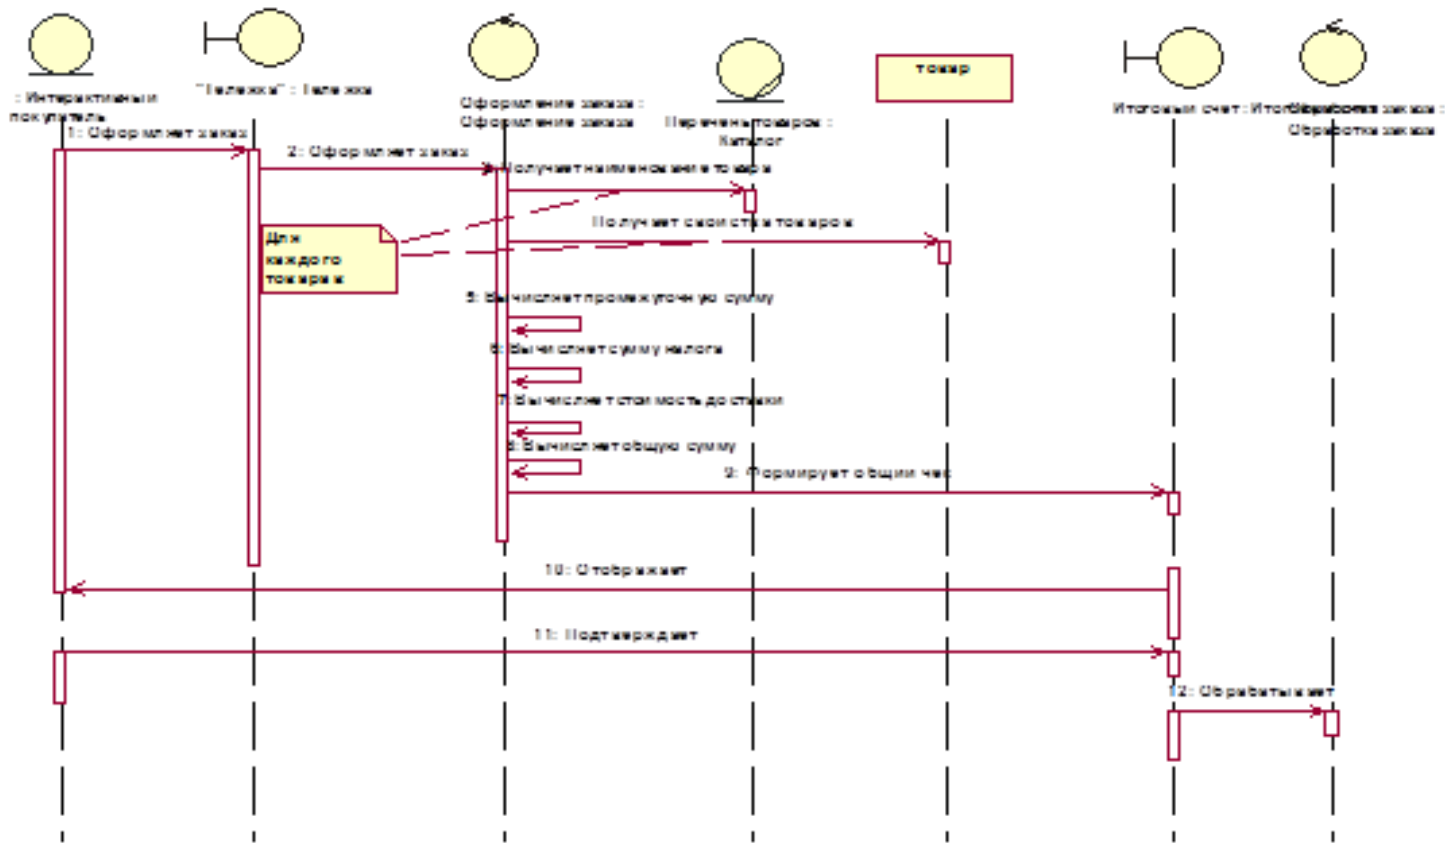 : Интерактивный
покупатель
"Тележка" : Тележка
Оформление заказа :
Оформление заказа
Перечень товаров :
Каталог
товар
Итоговый счет : Итог
Обработка заказа :
Обработка заказа
1: Оформляет заказ
2: Оформляет заказ
Получает наименование товара
Получает свойства товаров
Для
каждого
товара в
5: Вычисляет промежуточную сумму
6: Вычисляет сумму налога
7: Вычисляет стоимость доставки
8: Вычисляет общую сумму
9: Формирует общий чек
10: Отображает
11: Подтверждает
12: Обрабатывает